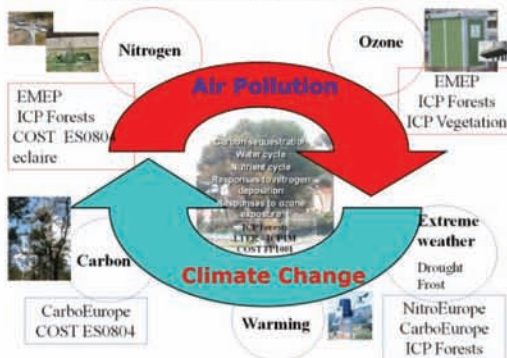 Nitrogen
Ozone
Air Pollution
EMEP
ICP Forests
COST ES0804
eclaire
EMEP
ICP Forests
ICP Vegetation
Carbon sequestration
Water cycle
Nutrient cycle
Responses to nitrogen
deposition
Responses to ozone
exposure
ICP Forests
Extreme
weather
Drought
Frost
Carbon
Climate Change
CarboEurope
COST ES0804
Warming
NitroEurope
CarboEurope
ICP Forests